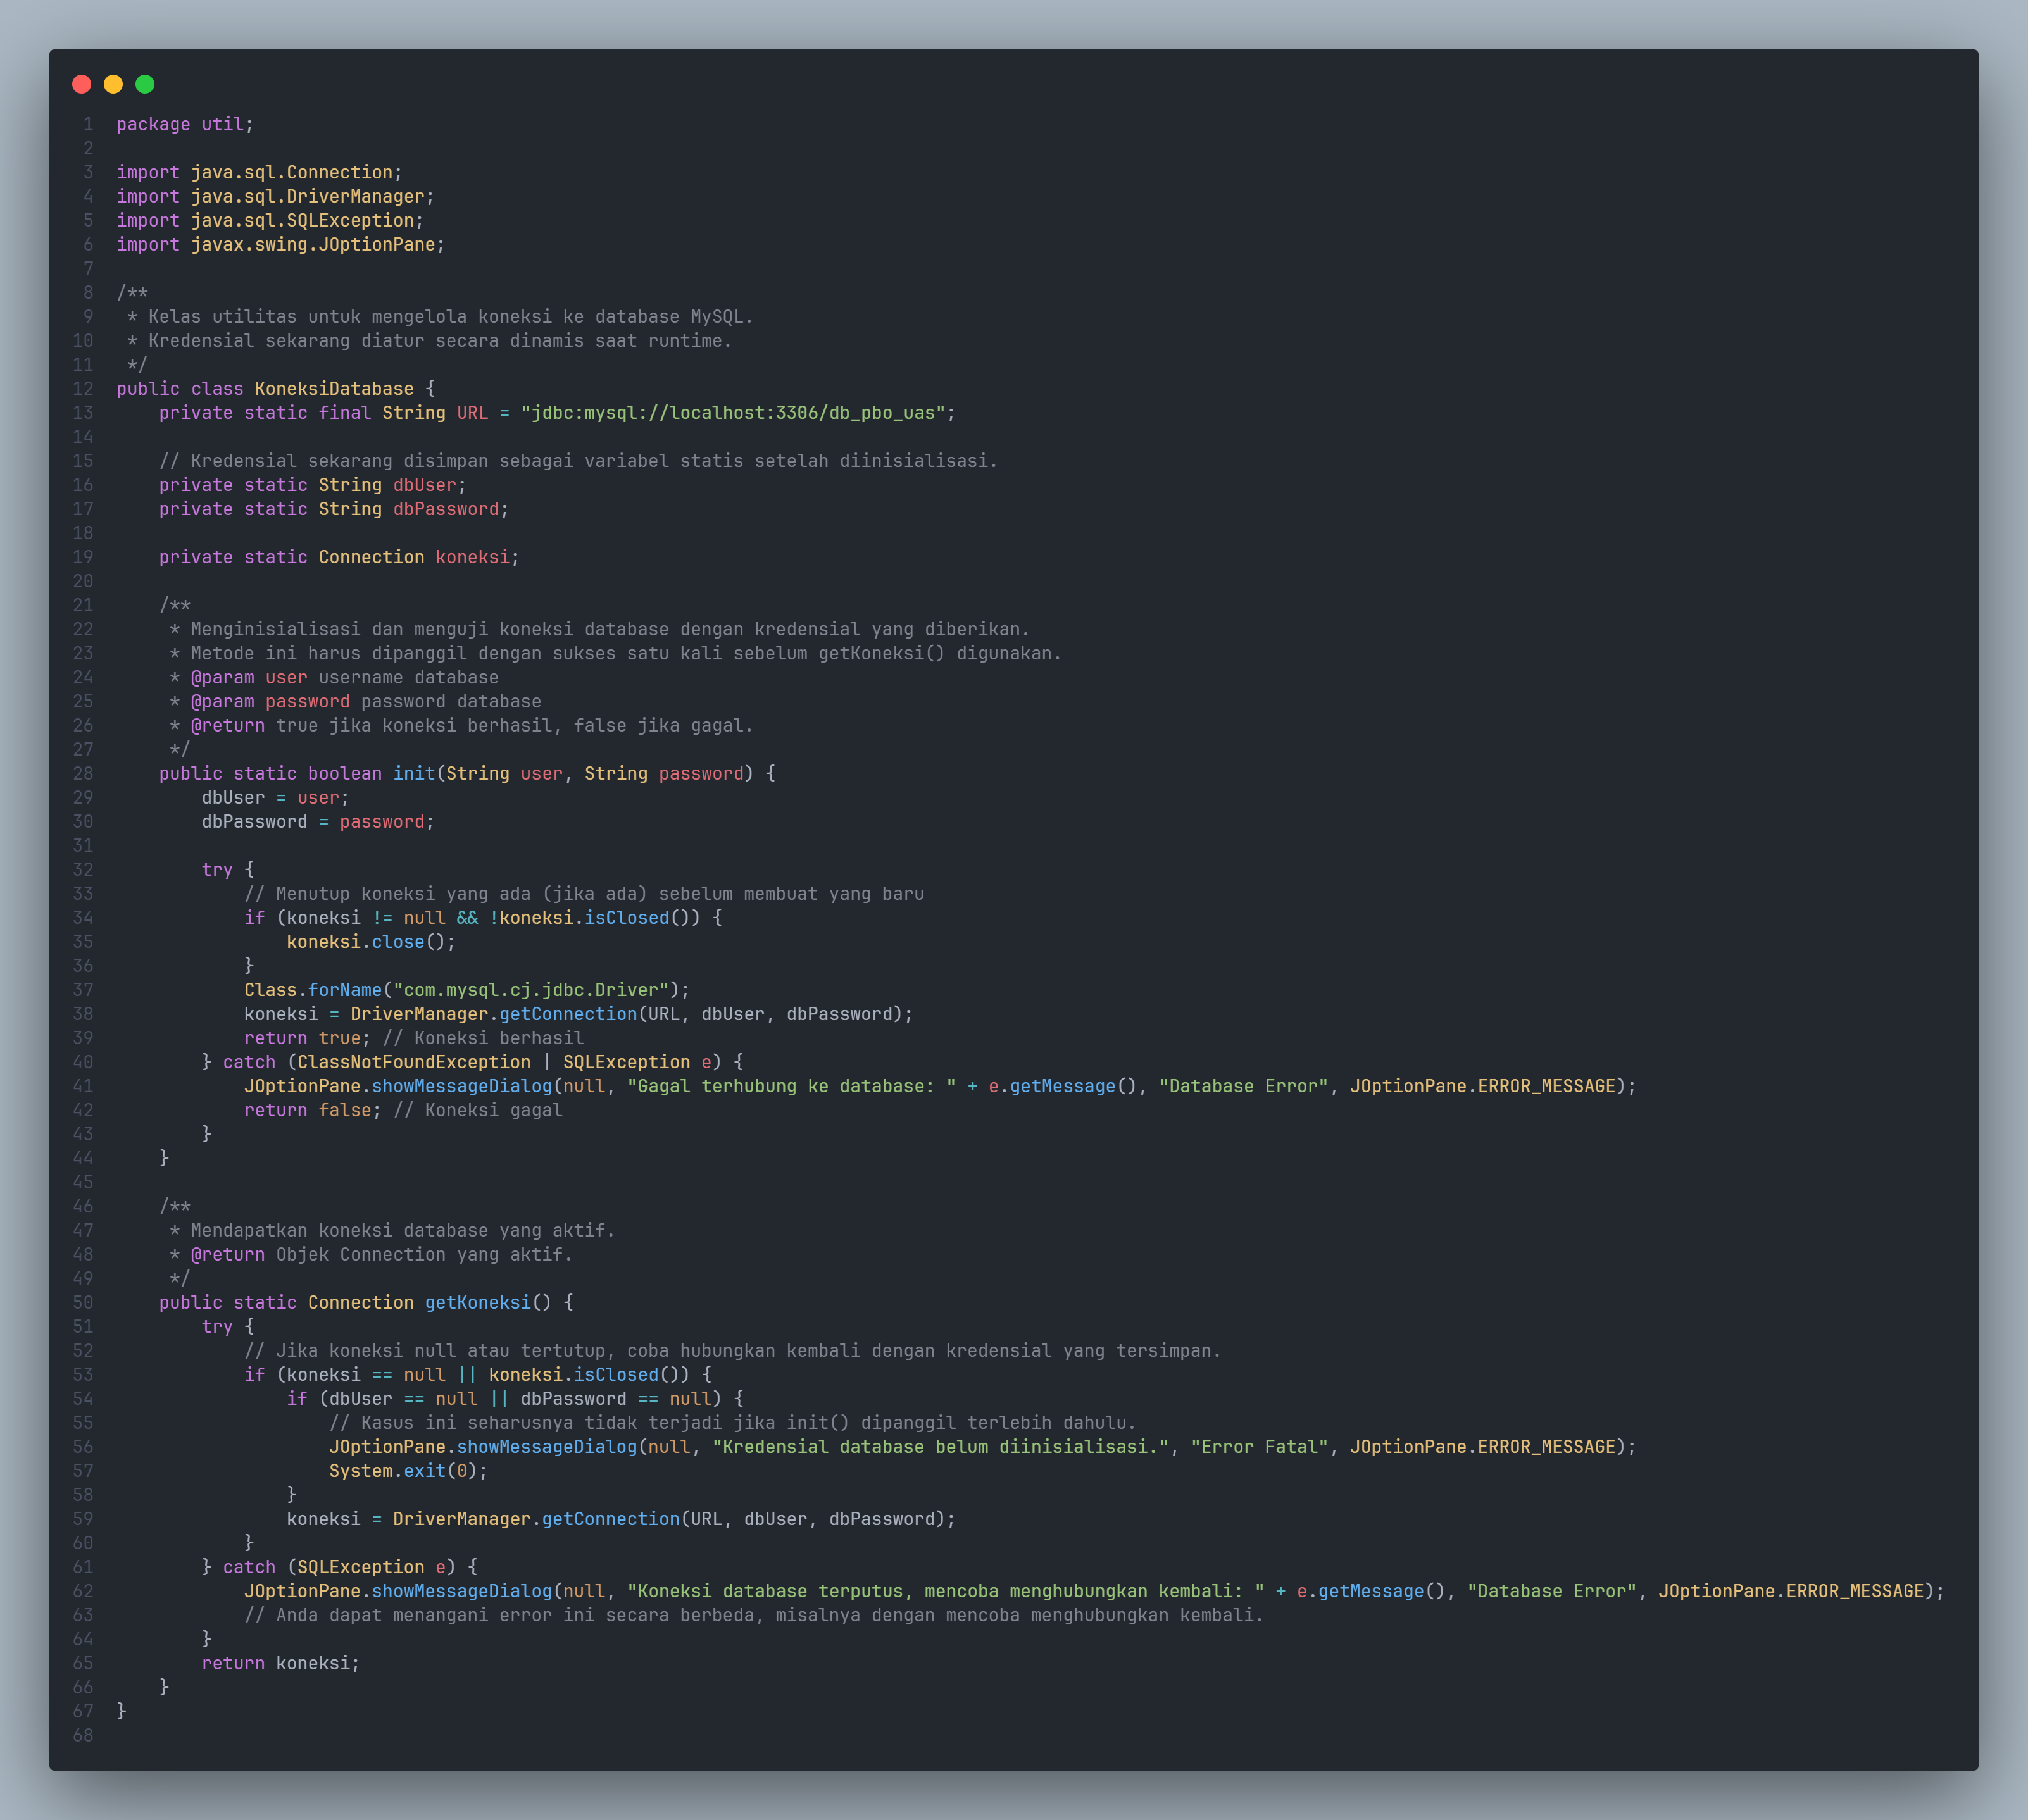 1 package util;
2
3 import java.sql.Connection;
4 import java.sql.DriverManager;
5 import java.sql.SQLException;
6 import javax.swing.JOptionPane;
7
8 /**
9  * Kelas utilitas untuk mengelola koneksi ke database MySQL.
10  * Kredensial sekarang diatur secara dinamis saat runtime.
11  */
12 public class KoneksiDatabase {
13     private static final String URL = "jdbc:mysql://localhost:3306/db_pbo_uas";
14
15     // Kredensial sekarang disimpan sebagai variabel statis setelah diinisialisasi.
16     private static String dbUser;
17     private static String dbPassword;
18
19     private static Connection koneksi;
20
21     /**
22      * Menginisialisasi dan menguji koneksi database dengan kredensial yang diberikan.
23      * Metode ini harus dipanggil dengan sukses satu kali sebelum getKoneksi() digunakan.
24      * @param user username database
25      * @param password password database
26      * @return true jika koneksi berhasil, false jika gagal.
27      */
28     public static boolean init(String user, String password) {
29         dbUser = user;
30         dbPassword = password;
31
32         try {
33             // Menutup koneksi yang ada (jika ada) sebelum membuat yang baru
34             if (koneksi != null && !koneksi.isClosed()) {
35                 koneksi.close();
36             }
37             Class.forName("com.mysql.cj.jdbc.Driver");
38             koneksi = DriverManager.getConnection(URL, dbUser, dbPassword);
39             return true; // Koneksi berhasil
40         } catch (ClassNotFoundException | SQLException e) {
41             JOptionPane.showMessageDialog(null, "Gagal terhubung ke database: " + e.getMessage(), "Database Error", JOptionPane.ERROR_MESSAGE);
42             return false; // Koneksi gagal
43         }
44     }
45
46     /**
47      * Mendapatkan koneksi database yang aktif.
48      * @return Objek Connection yang aktif.
49      */
50     public static Connection getKoneksi() {
51         try {
52             // Jika koneksi null atau tertutup, coba hubungkan kembali dengan kredensial yang tersimpan.
53             if (koneksi == null || koneksi.isClosed()) {
54                 if (dbUser == null || dbPassword == null) {
55                     // Kasus ini seharusnya tidak terjadi jika init() dipanggil terlebih dahulu.
56                     JOptionPane.showMessageDialog(null, "Kredensial database belum diinisialisasi.", "Error Fatal", JOptionPane.ERROR_MESSAGE);
57                     System.exit(0);
58                 }
59                 koneksi = DriverManager.getConnection(URL, dbUser, dbPassword);
60             }
61         } catch (SQLException e) {
62             JOptionPane.showMessageDialog(null, "Koneksi database terputus, mencoba menghubungkan kembali: " + e.getMessage(), "Database Error", JOptionPane.ERROR_MESSAGE);
63             // Anda dapat menangani error ini secara berbeda, misalnya dengan mencoba menghubungkan kembali.
64         }
65         return koneksi;
66     }
67 }
68